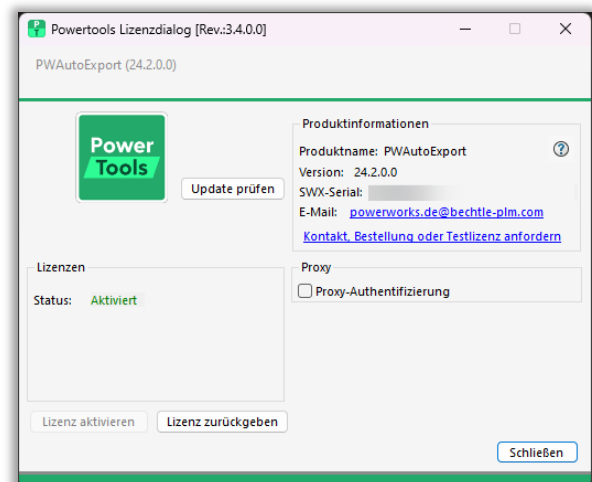 Powertools Lizenzdialog [Rev.:3.4.0.0]
PWAutoExport (24.2.0.0)
Power
Tools
Update prüfen
Produktinformationen
Produktname: PWAutoExport
Version: 24.2.0.0
SWX-Serial:
E-Mail: powerworks.de@bechtle-plm.com
Kontakt, Bestellung oder Testlizenz anfordern
Lizenzen
Status: Aktiviert
Proxy
Proxy-Authentifizierung
Lizenz aktivieren
Lizenz zurückgeben
Schließen